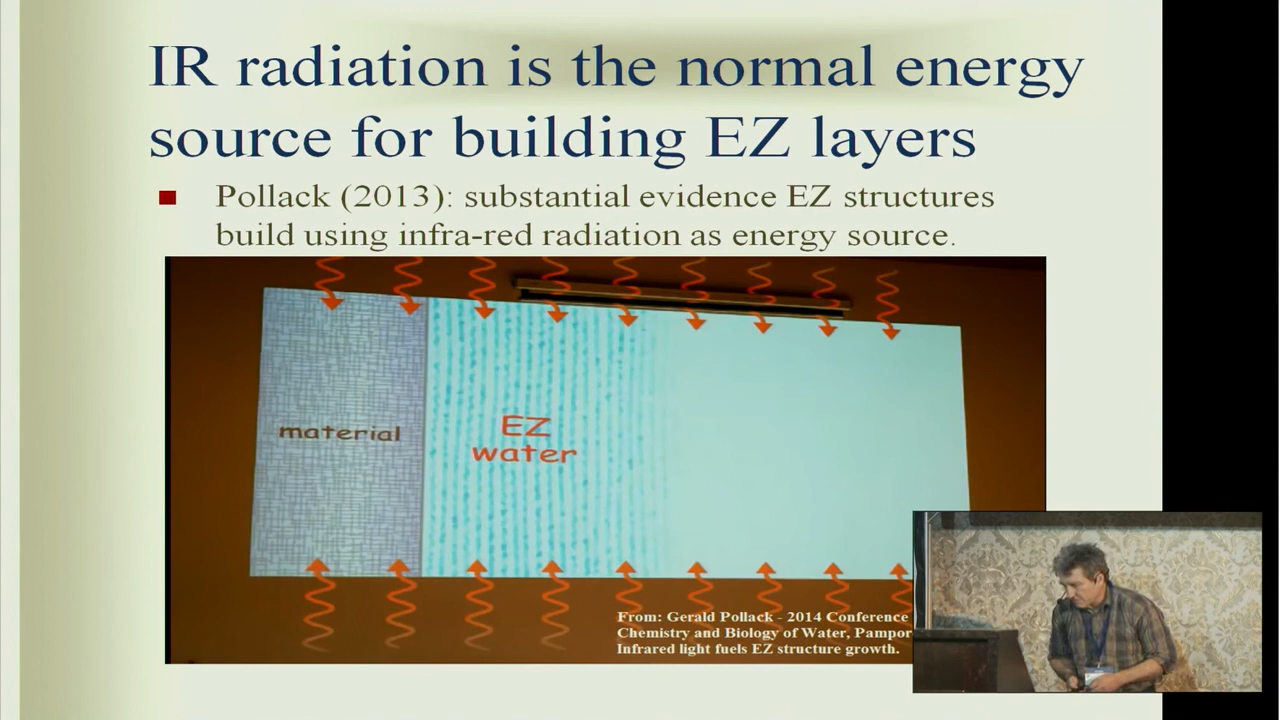 IR radiation is the normal energy
source for building EZ layers
Pollack (2013): substantial evidence EZ structures
build using infra-red radiation as energy source.
material
EZ
water
From: Gerald Pollack - 2014 Conference
Chemistry and Biology of Water, Pampor
Infrared light fuels EZ structure growth.